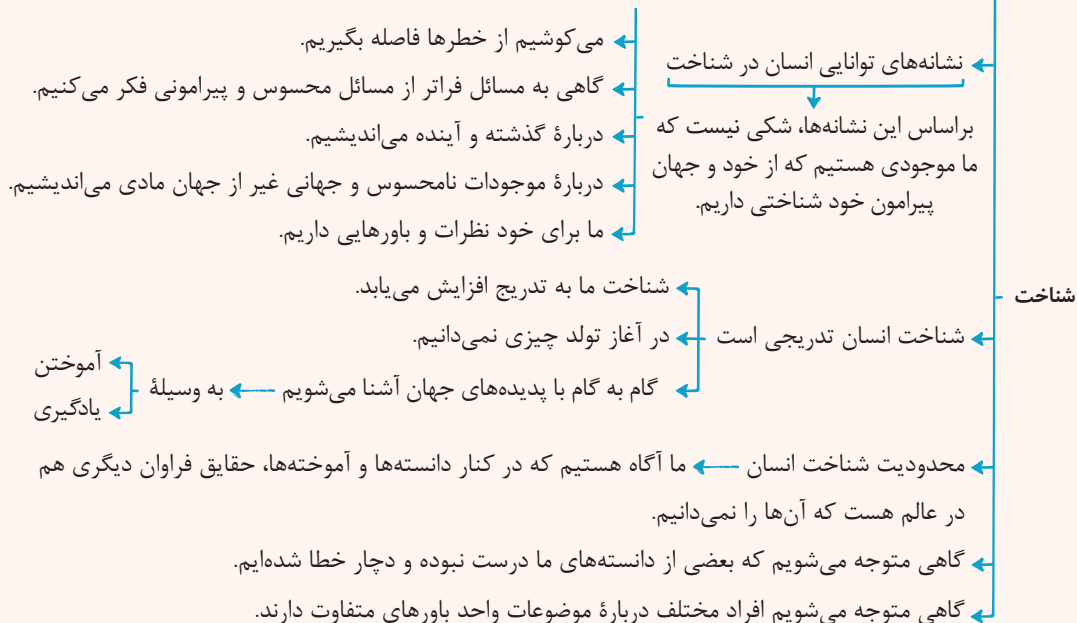 شناخت
نشانه‌های توانایی انسان در شناخت
براساس این نشانه‌ها، شکی نیست که
ما موجودی هستیم که از خود و جهان
پیرامون خود شناختی داریم.
می‌کوشیم از خطرها فاصله بگیریم.
گاهی به مسائل فراتر از مسائل محسوس و پیرامونی فکر می‌کنیم.
دربارۀ گذشته و آینده می‌اندیشیم.
دربارۀ موجودات نامحسوس و جهانی غیر از جهان مادی می‌اندیشیم.
ما برای خود نظرات و باورهایی داریم.
شناخت انسان تدریجی است
شناخت ما به تدریج افزایش می‌یابد.
در آغاز تولد چیزی نمی‌دانیم.
گام به گام با پدیده‌های جهان آشنا می‌شویم
به وسیلۀ
آموختن
یادگیری
محدودیت شناخت انسان
ما آگاه هستیم که در کنار دانسته‌ها و آموخته‌ها، حقایق فراوان دیگری هم
در عالم هست که آن‌ها را نمی‌دانیم.
گاهی متوجه می‌شویم که بعضی از دانسته‌های ما درست نبوده و دچار خطا شده‌ایم.
گاهی متوجه می‌شویم افراد مختلف دربارۀ موضوعات واحد باورهای متفاوت دارند.